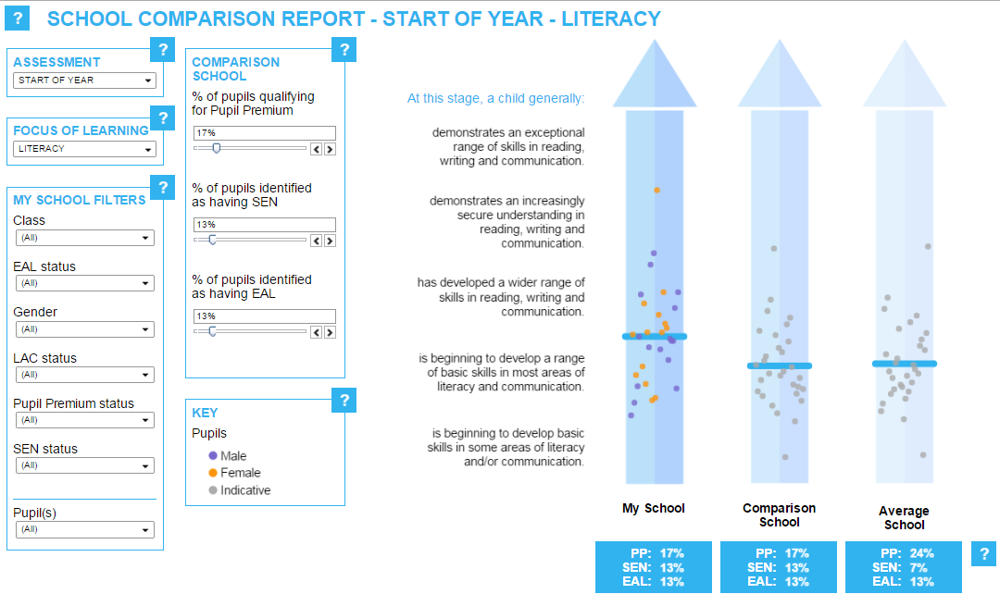 ?
SCHOOL COMPARISON REPORT - START OF YEAR - LITERACY
?
ASSESSMENT
START OF YEAR
?
FOCUS OF LEARNING
LITERACY
?
MY SCHOOL FILTERS
Class
(All)
EAL status
(All)
Gender
(All)
LAC status
(All)
Pupil Premium status
(All)
SEN status
(All)
Pupil(s)
(All)
?
COMPARISON
SCHOOL
% of pupils qualifying
for Pupil Premium
17%
% of pupils identified
as having SEN
13%
% of pupils identified
as having EAL
13%
?
KEY
Pupils
Male
Female
Indicative
At this stage, a child generally:
demonstrates an exceptional
range of skills in reading,
writing and communication.
demonstrates an increasingly
secure understanding in
reading, writing and
communication.
has developed a wider range of
skills in reading, writing and
communication.
is beginning to develop a range
of basic skills in most areas of
literacy and communication.
is beginning to develop basic
skills in some areas of literacy
and/or communication.
My School
PP: 17%
SEN: 13%
EAL: 13%
Comparison
School
PP: 17%
SEN: 13%
EAL: 13%
Average
School
PP: 24%
SEN: 7%
EAL: 13%
?